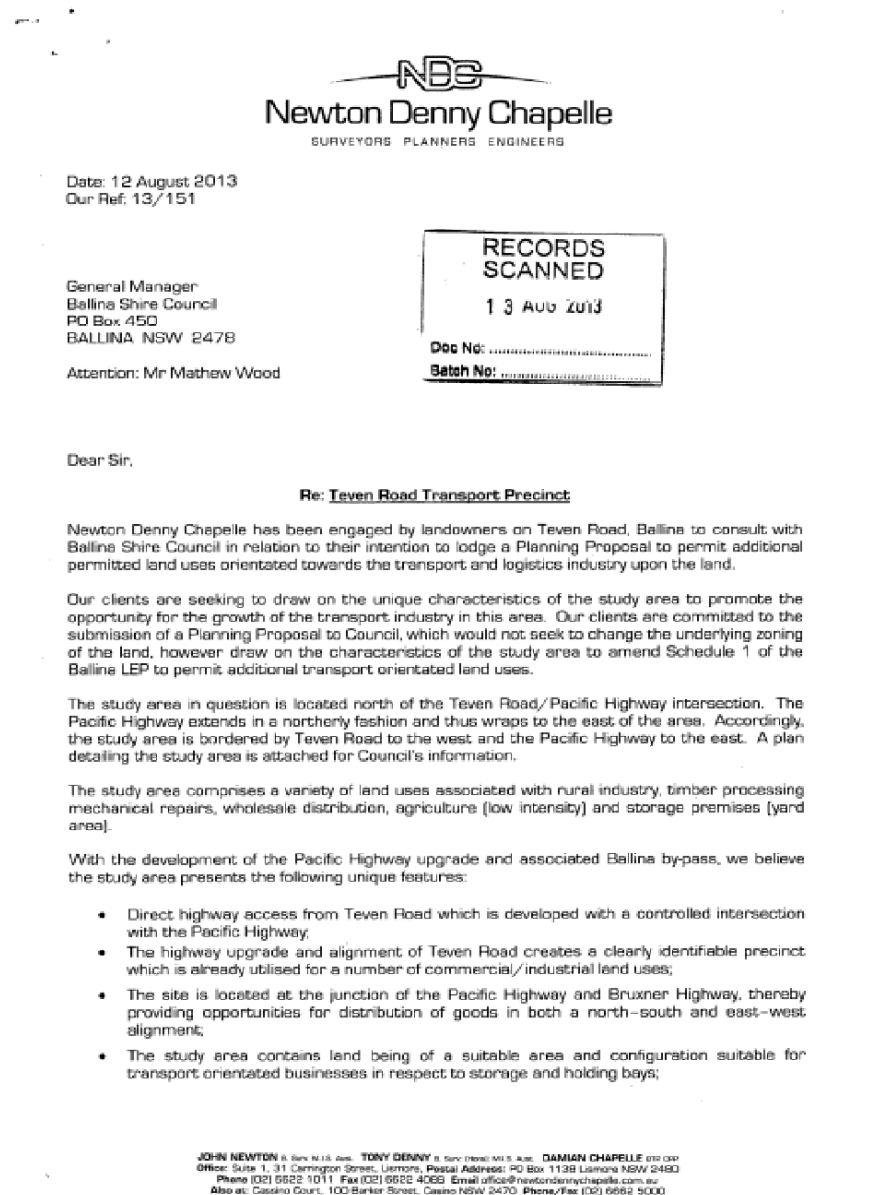 NDC
Newton Denny Chapelle
SURVEYORS PLANNERS ENGINEERS
Date: 12 August 2013
Our Ref: 13/151
RECORDS
SCANNED
13 AUG 2013
Doc No: ..............................
Batch No: ..............................
General Manager
Ballina Shire Council
PO Box 450
BALLINA NSW 2478
Attention: Mr Mathew Wood
Dear Sir,
Re: Teven Road Transport Precinct
Newton Denny Chapelle has been engaged by landowners on Teven Road, Ballina to consult with
Ballina Shire Council in relation to their intention to lodge a Planning Proposal to permit additional
permitted land uses orientated towards the transport and logistics industry upon the land.
Our clients are seeking to draw on the unique characteristics of the study area to promote the
opportunity for the growth of the transport industry in this area. Our clients are committed to the
submission of a Planning Proposal to Council, which would not seek to change the underlying zoning
of the land, however draw on the characteristics of the study area to amend Schedule 1 of the
Ballina LEP to permit additional transport orientated land uses.
The study area in question is located north of the Teven Road/Pacific Highway intersection. The
Pacific Highway extends in a northerly fashion and thus wraps to the east of the area. Accordingly,
the study area is bordered by Teven Road to the west and the Pacific Highway to the east. A plan
detailing the study area is attached for Council's information.
The study area comprises a variety of land uses associated with rural industry, timber processing
mechanical repairs, wholesale distribution, agriculture (low intensity) and storage premises (yard
area).
With the development of the Pacific Highway upgrade and associated Ballina by-pass, we believe
the study area presents the following unique features:
• Direct highway access from Teven Road which is developed with a controlled intersection
with the Pacific Highway;
• The highway upgrade and alignment of Teven Road creates a clearly identifiable precinct
which is already utilised for a number of commercial/industrial land uses;
• The site is located at the junction of the Pacific Highway and Bruxner Highway, thereby
providing opportunities for distribution of goods in both a north-south and east-west
alignment;
• The study area contains land being of a suitable area and configuration suitable for
transport orientated businesses in respect to storage and holding bays;
JOHN NEWTON B. Surv. M.I.S. Aust. TONY DENNY B. Surv. (Hons) M.I.S. Aust. DAMIAN CHAPELLE
Office: Suite 1, 31 Carrington Street, Lismore, Postal Address: PO Box 1138 Lismore NSW 2480
Phone (02) 6622 1011 Fax (02) 6622 4088 Email office@newtondennychapelle.com.au
Also at: Cassino Court, 100 Barker Street, Casino NSW 2470 Phone/Fax (02) 6662 5000